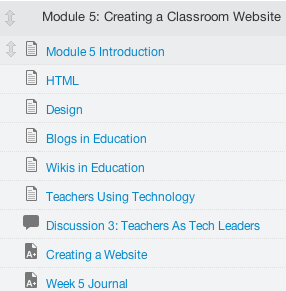 Module 5: Creating a Classroom Website
Module 5 Introduction
HTML
Design
Blogs in Education
Wikis in Education
Teachers Using Technology
Discussion 3: Teachers As Tech Leaders
A+ Creating a Website
A+ Week 5 Journal